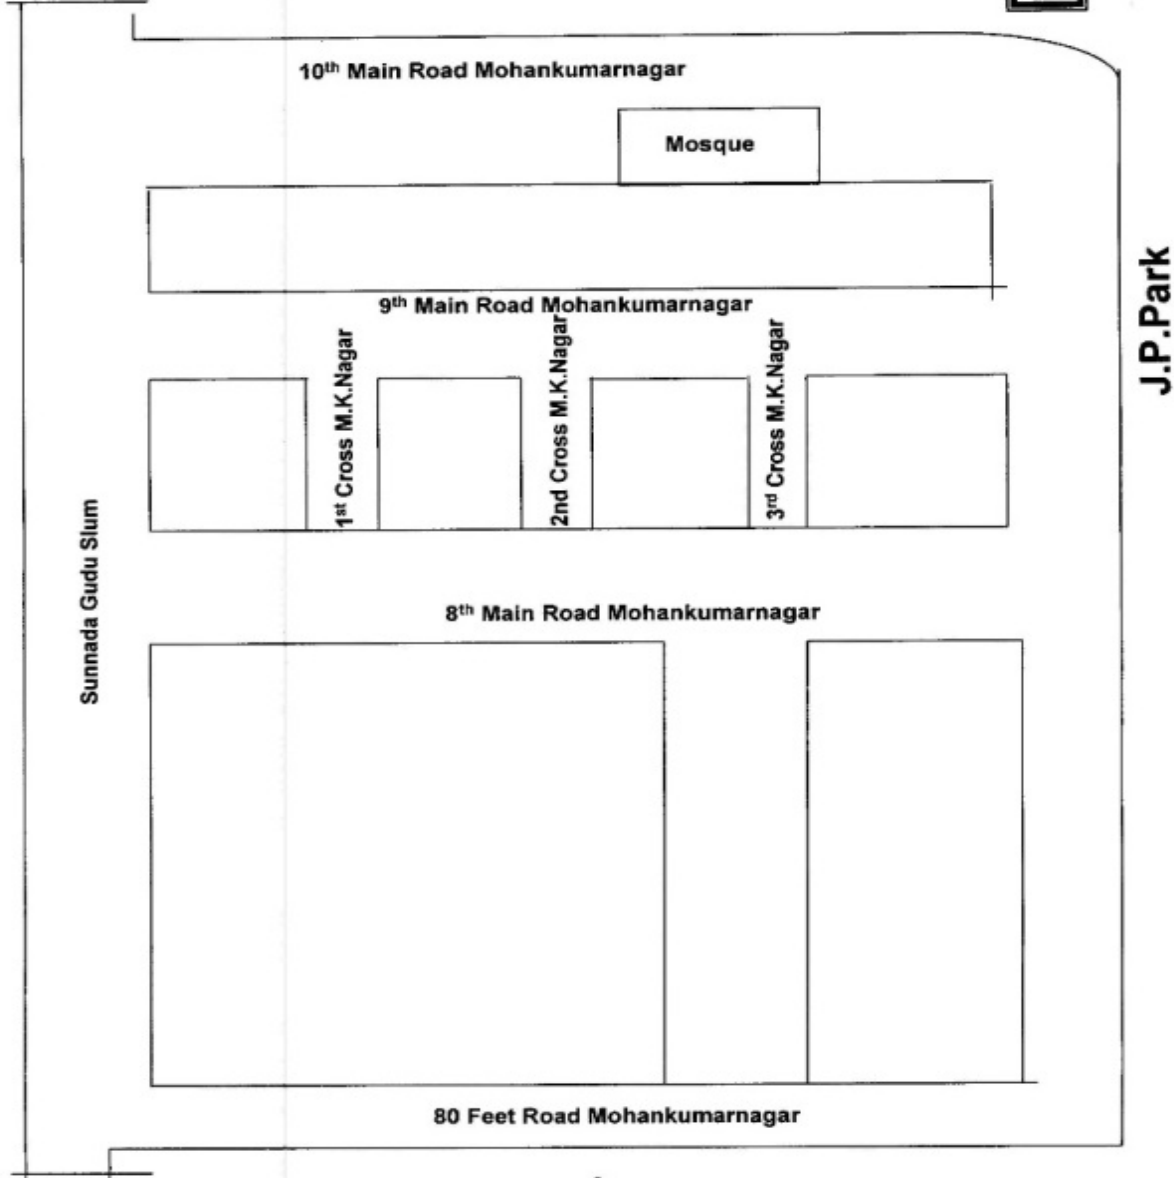 10th Main Road Mohankumarnagar
Mosque
J.P.Park
9th Main Road Mohankumarnagar
1st Cross M.K.Nagar
2nd Cross M.K.Nagar
3rd Cross M.K.Nagar
Sunnada Gudu Slum
8th Main Road Mohankumarnagar
80 Feet Road Mohankumarnagar